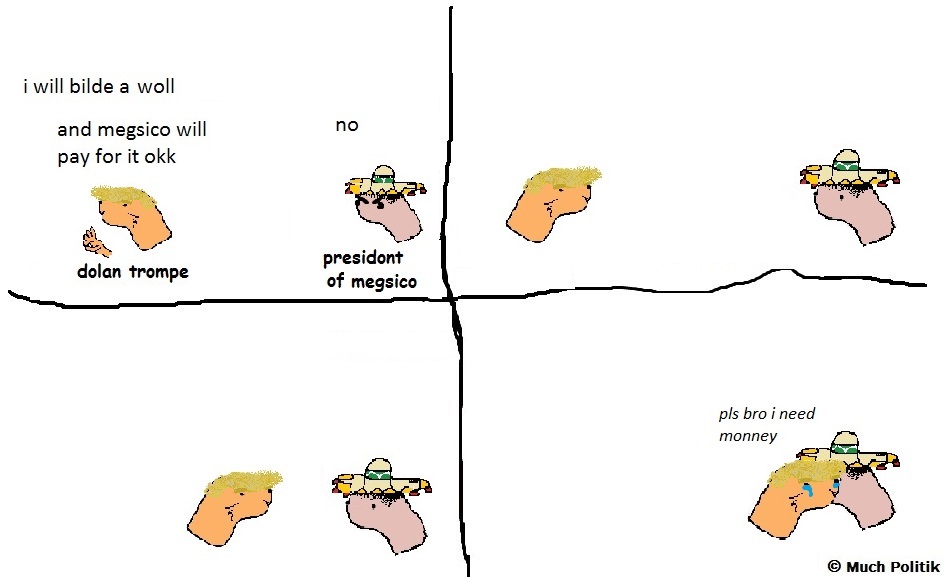 i will bilde a woll
and megsico will
pay for it okk
no
dolan trompe
presidont
of megsico
pls bro i need
monney
© Much Politik